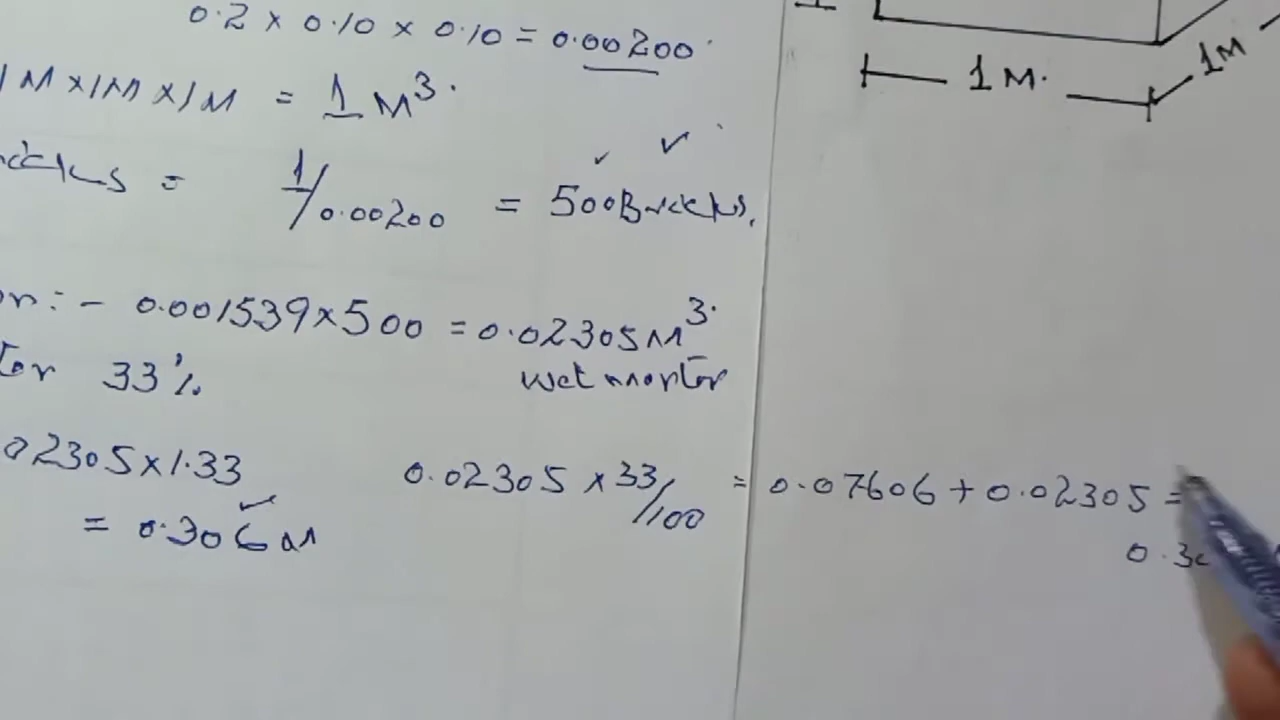 0.2 × 0.10 × 0.10 = 0.00200
1M
1M.
1M × 1M × 1M = 1 M³.
= 1/0.00200 = 500 Bricks.
:- 0.001539 × 500 = 0.02305 M³.
33%
wet mortor
02305 × 1.33
0.02305 × 33/100 = 0.07606 + 0.02305 =
= 0.306 M
0.3